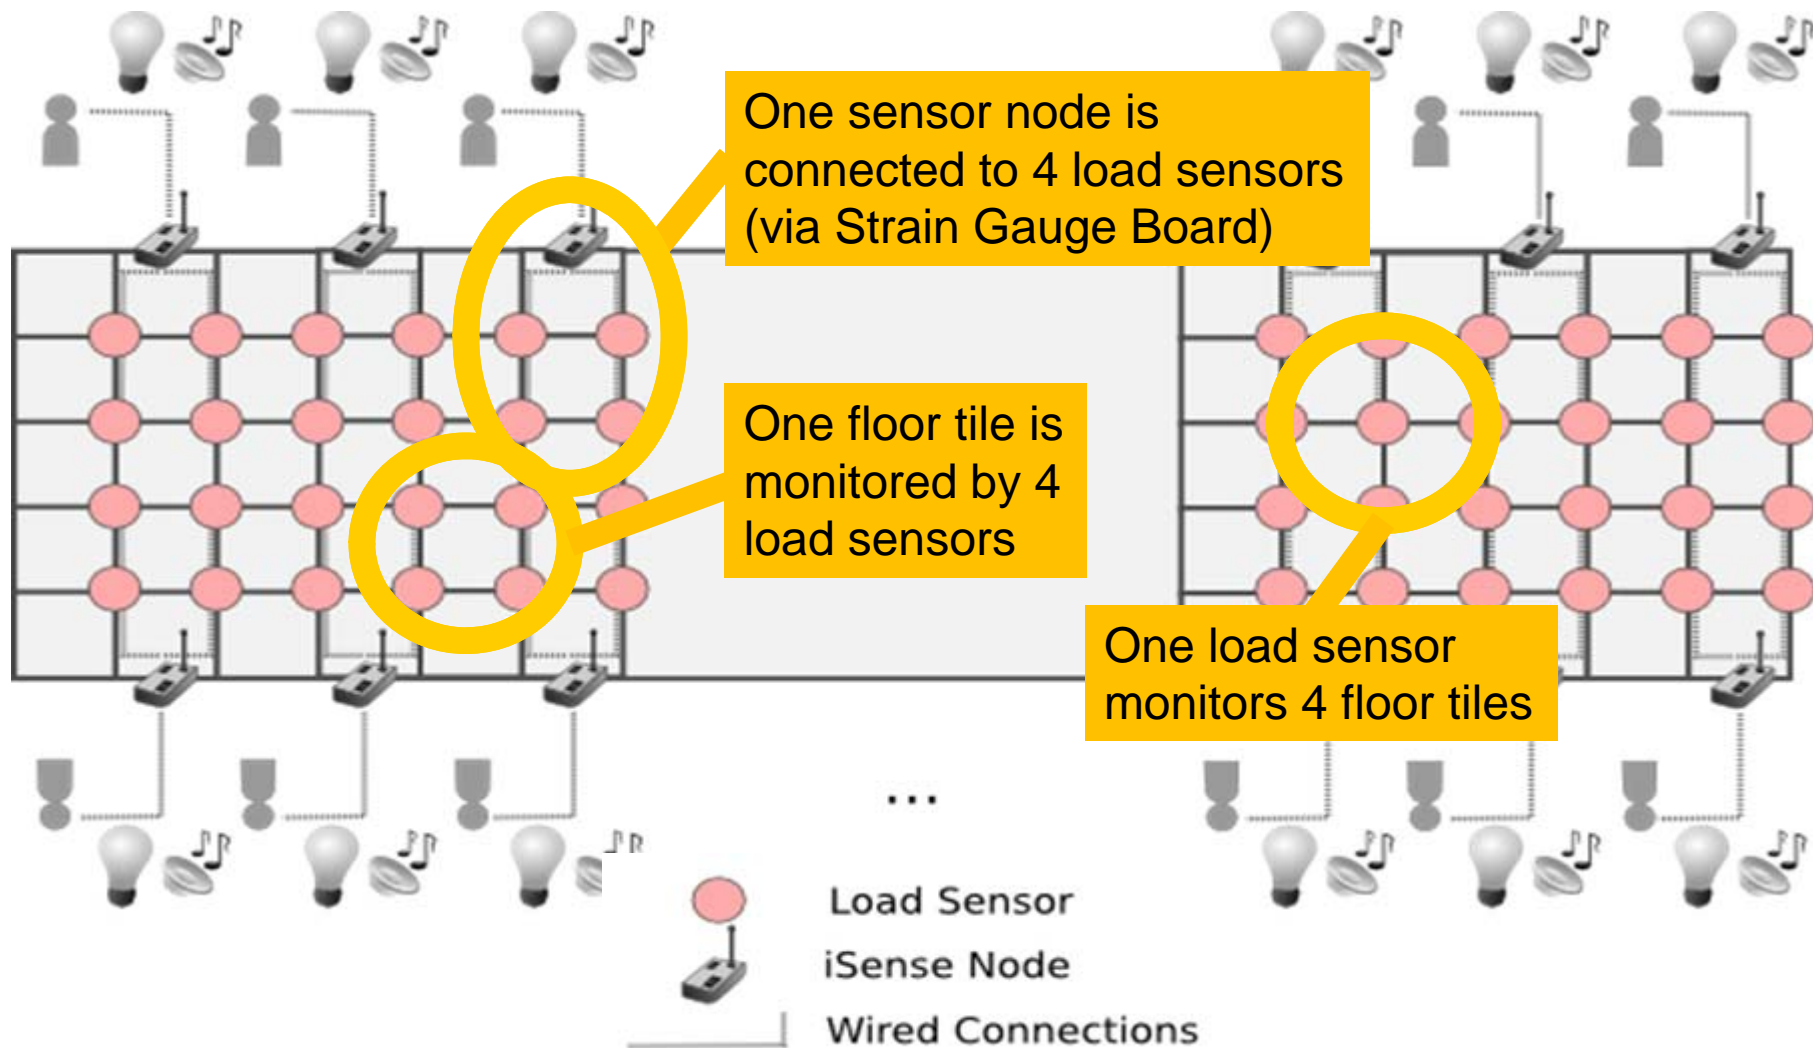 One sensor node is
connected to 4 load sensors
(via Strain Gauge Board)
One floor tile is
monitored by 4
load sensors
One load sensor
monitors 4 floor tiles
...
Load Sensor
iSense Node
Wired Connections